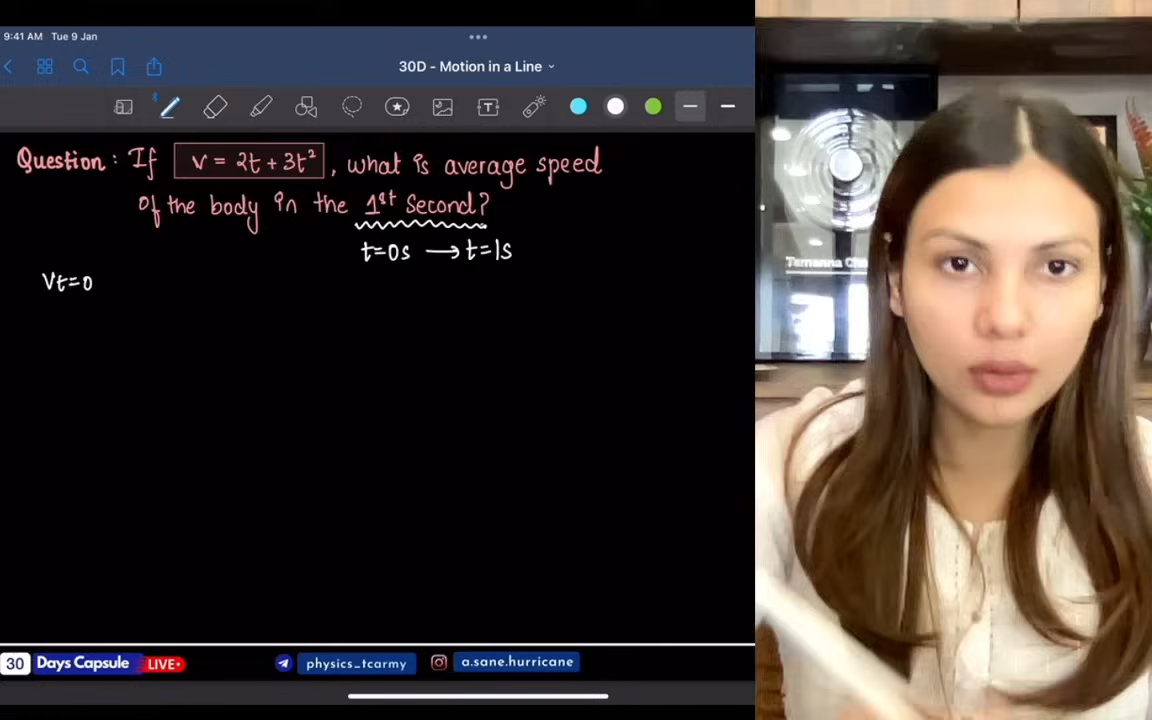 9:41 AM Tue 9 Jan
30D - Motion in a Line
Question: If v = 2t + 3t², what is average speed
of the body in the 1st Second?
t=0s → t=1s
Vt=0
30 Days Capsule LIVE
physics_tcarmy
a.sane.hurricane